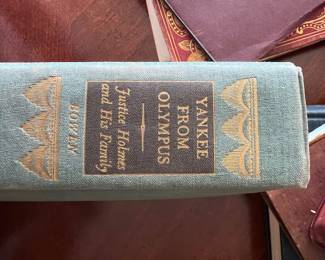 YANKEE
FROM
OLYMPUS
Justice Holmes
and His Family
BOWEN